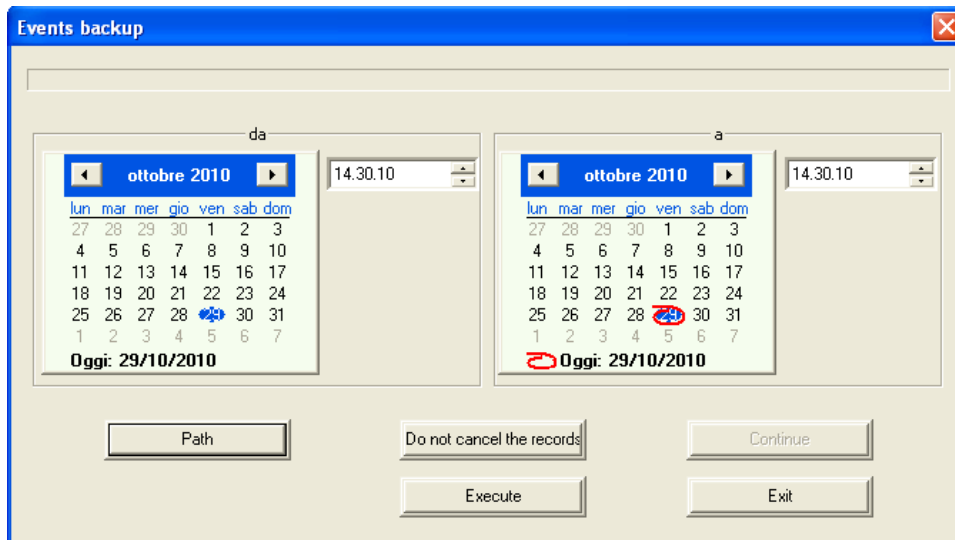 Events backup
da
ottobre 2010
14.30.10
lun mar mer gio ven sab dom
27 28 29 30 1 2 3
4 5 6 7 8 9 10
11 12 13 14 15 16 17
18 19 20 21 22 23 24
25 26 27 28 29 30 31
1 2 3 4 5 6 7
Oggi: 29/10/2010
a
ottobre 2010
14.30.10
lun mar mer gio ven sab dom
27 28 29 30 1 2 3
4 5 6 7 8 9 10
11 12 13 14 15 16 17
18 19 20 21 22 23 24
25 26 27 28 29 30 31
1 2 3 4 5 6 7
Oggi: 29/10/2010
Path
Do not cancel the records
Continue
Execute
Exit